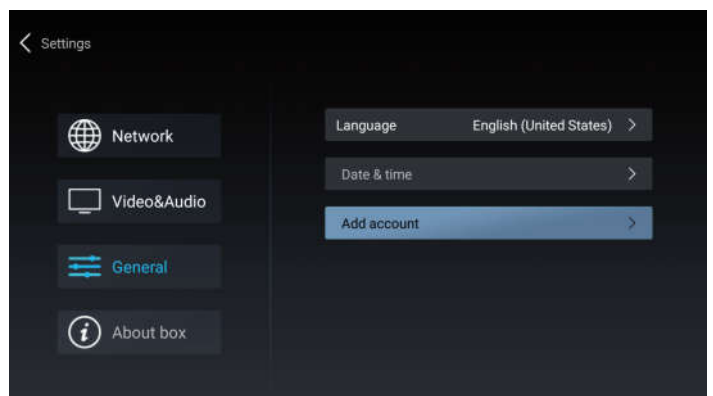 Settings
Network
Video&Audio
General
About box
Language English (United States)
Date & time
Add account